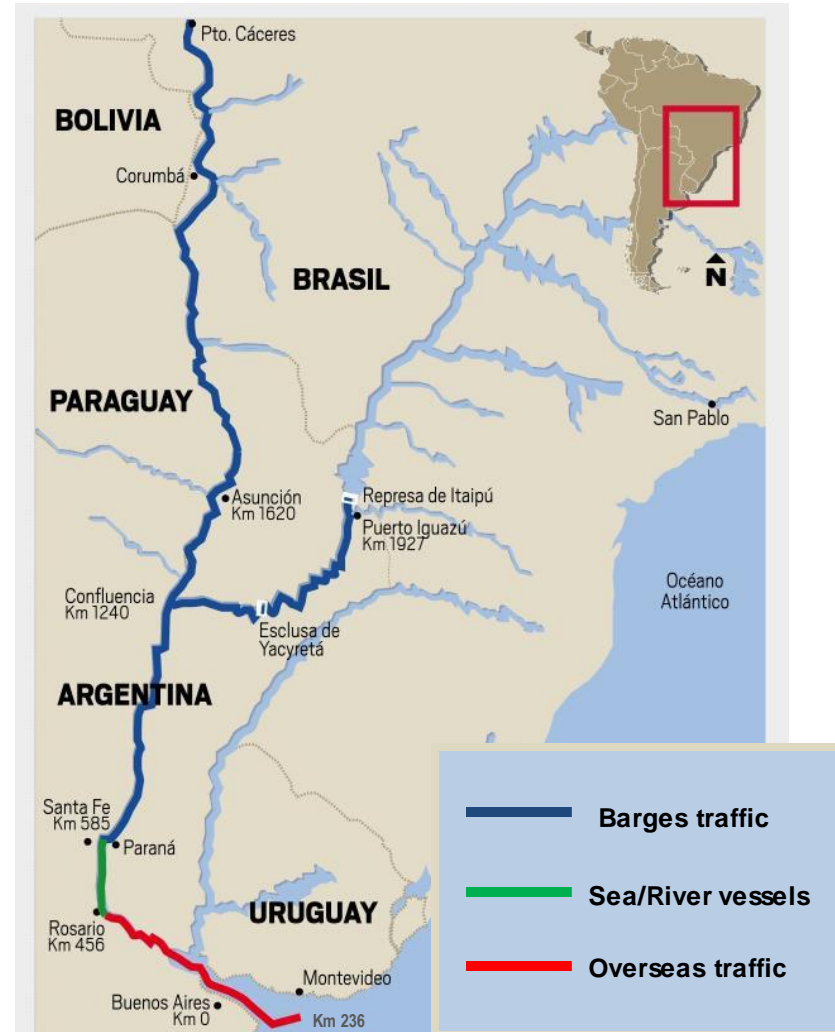 Pto. Cáceres
BOLIVIA
Corumbá
BRASIL
N
PARAGUAY
San Pablo
Asunción
Km 1620
Represa de Itaipú
Puerto Iguazú
Km 1927
Confluencia
Km 1240
Océano
Atlántico
Esclusa de
Yacyretá
ARGENTINA
Santa Fe
Km 585
Paraná
Rosario
Km 456
URUGUAY
Montevideo
Buenos Aires
Km 0
Km 236
Barges traffic
Sea/River vessels
Overseas traffic